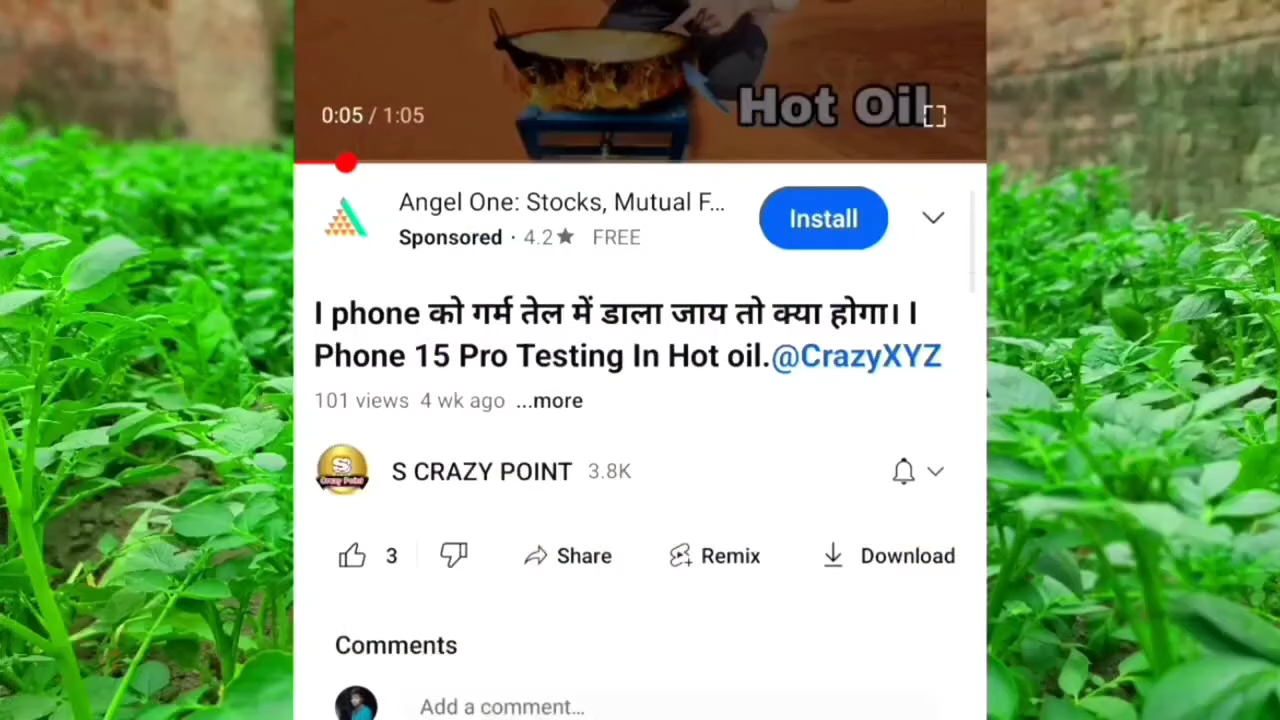 Hot Oil
0:05 / 1:05
Angel One: Stocks, Mutual F...
Install
Sponsored · 4.2★ FREE
I phone को गर्म तेल में डाला जाय तो क्या होगा। I
Phone 15 Pro Testing In Hot oil.@CrazyXYZ
101 views 4 wk ago ...more
S
Crazy Point
S CRAZY POINT 3.8K
3 Share Remix Download
Comments
Add a comment...